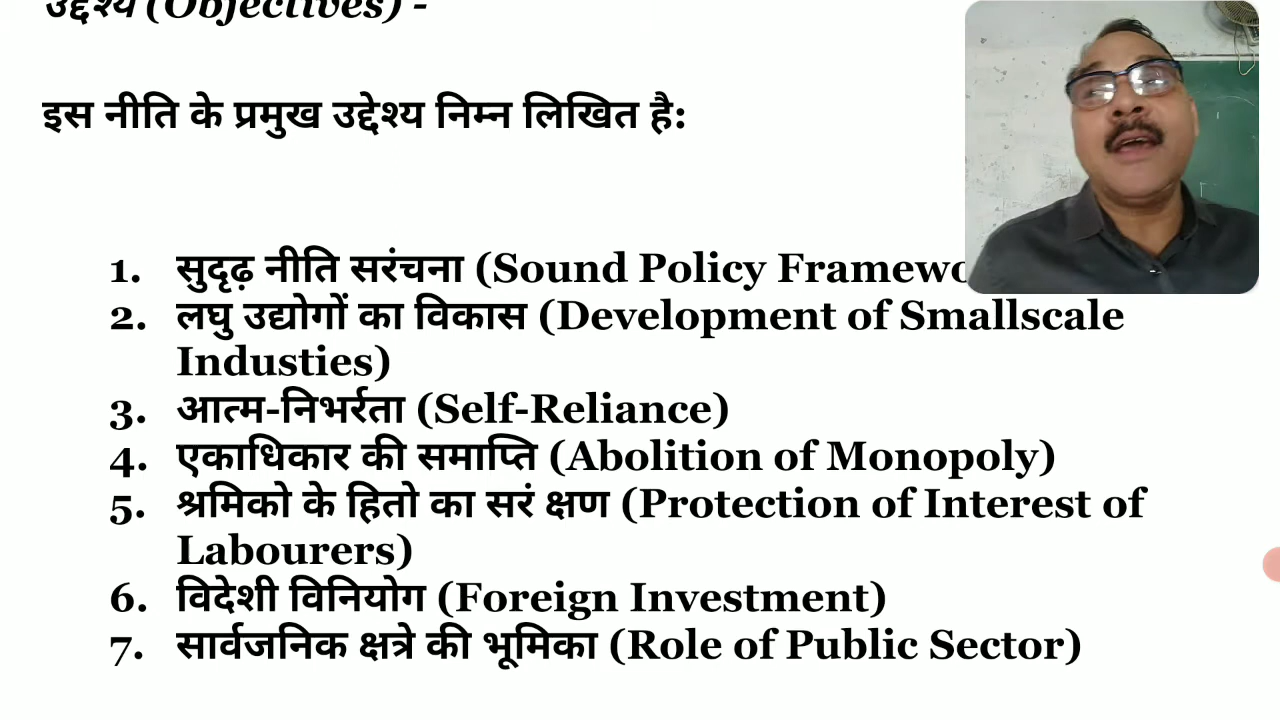 उद्देश्य (Objectives) -
इस नीति के प्रमुख उद्देश्य निम्न लिखित है:
1. सुदृढ़ नीति सरंचना (Sound Policy
2. लघु उद्योगों का विकास (Development of Smallscale
Industies)
3. आत्म-निभर्रता (Self-Reliance)
4. एकाधिकार की समाप्ति (Abolition of Monopoly)
5. श्रमिको के हितो का सरं क्षण (Protection of Interest of
Labourers)
6. विदेशी विनियोग (Foreign Investment)
7. सार्वजनिक क्षत्रे की भूमिका (Role of Public Sector)